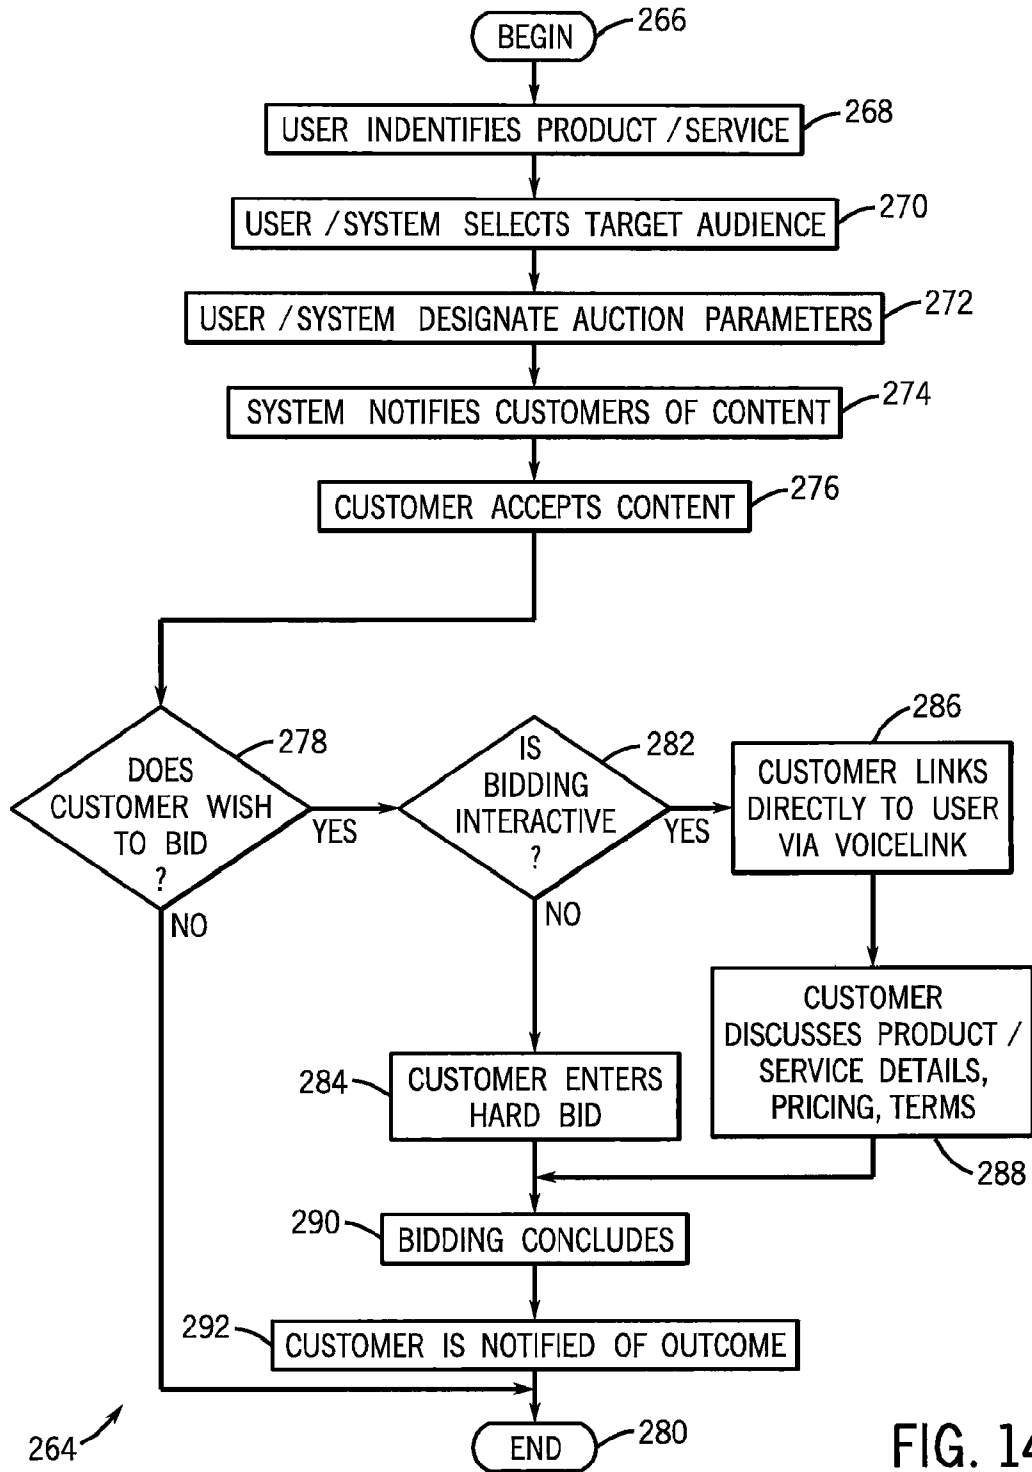 BEGIN
266
USER INDENTIFIES PRODUCT / SERVICE
268
USER / SYSTEM SELECTS TARGET AUDIENCE
270
USER / SYSTEM DESIGNATE AUCTION PARAMETERS
272
SYSTEM NOTIFIES CUSTOMERS OF CONTENT
274
CUSTOMER ACCEPTS CONTENT
276
278
DOES
CUSTOMER WISH
TO BID
?
YES
NO
282
IS
BIDDING
INTERACTIVE
?
YES
NO
286
CUSTOMER LINKS
DIRECTLY TO USER
VIA VOICELINK
284
CUSTOMER ENTERS
HARD BID
CUSTOMER
DISCUSSES PRODUCT /
SERVICE DETAILS,
PRICING, TERMS
288
290
BIDDING CONCLUDES
292
CUSTOMER IS NOTIFIED OF OUTCOME
264
END
280
FIG. 14